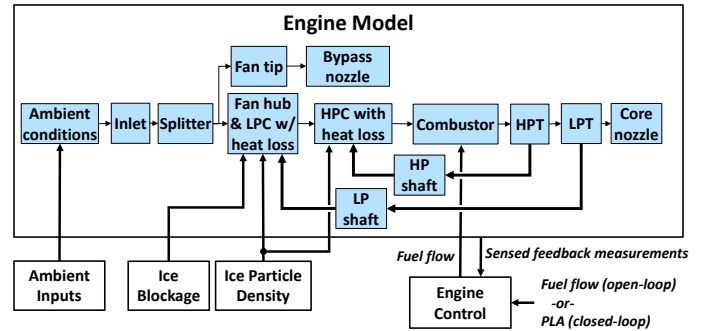 Engine Model
Fan tip
Bypass
nozzle
Ambient
conditions
Inlet
Splitter
Fan hub
& LPC w/
heat loss
HPC with
heat loss
Combustor
HPT
LPT
Core
nozzle
HP
shaft
LP
shaft
Ambient
Inputs
Ice
Blockage
Ice Particle
Density
Fuel flow
Sensed feedback measurements
Engine
Control
Fuel flow (open-loop)
-or-
PLA (closed-loop)